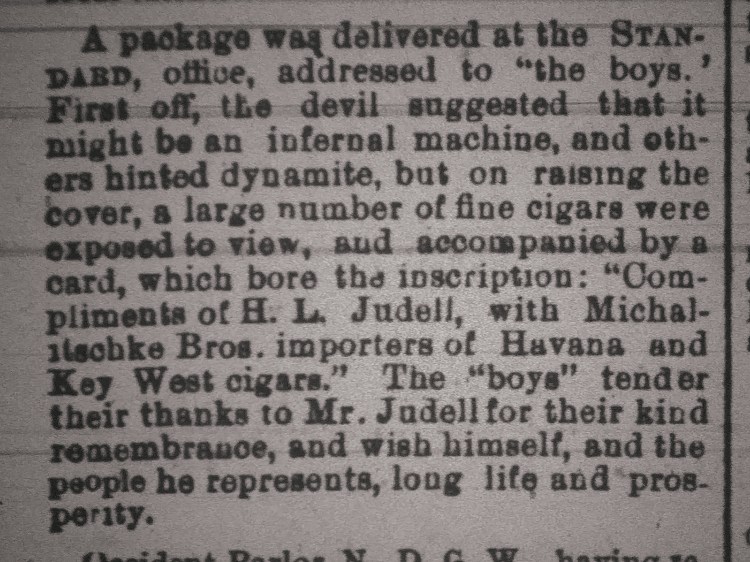 A package was delivered at the STAN-
DARD, office, addressed to "the boys.'
First off, the devil suggested that it
might be an infernal machine, and oth-
ers hinted dynamite, but on raising the
cover, a large number of fine cigars were
exposed to view, and accompanied by a
card, which bore the inscription: "Com-
pliments of H. L. Judell, with Michal-
itschke Bros. importers of Havana and
Key West cigars." The "boys" tender
their thanks to Mr. Judell for their kind
remembrance, and wish himself, and the
people he represents, long life and pros-
perity.
Occident Parlor N. D. G. W. having re-